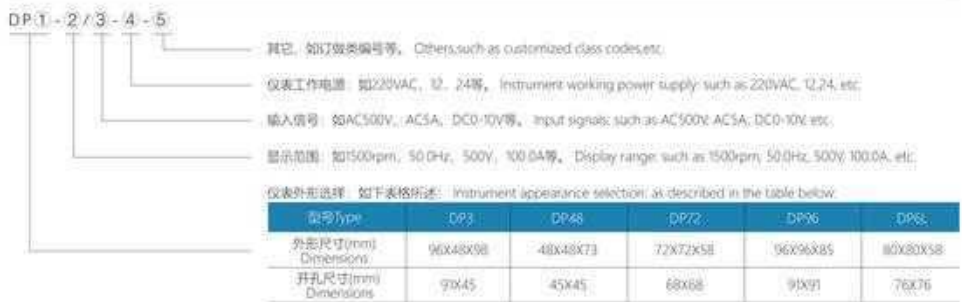 DP①-②/③-④-⑤
其它，如订做类编号等。 Others,such as customized class codes,etc.
仪表工作电源 如220VAC，12、24等。 Instrument working power supply: such as 220VAC, 12,24, etc.
输入信号 如AC500V，AC5A，DC0-10V等。 Input signals: such as AC500V, AC5A, DC0-10V, etc.
显示范围 如1500rpm，50.0Hz，500V，100.0A等。 Display range: such as 1500rpm, 50.0Hz, 500V, 100.0A, etc.
仪表外形选择 如下表格所述: Instrument appearance selection: as described in the table below
型号Type DP3 DP48 DP72 DP96 DP6L
外形尺寸(mm) 96X48X98 48X48X73 72X72X58 96X96X85 80X80X58
Dimensions
开孔尺寸(mm) 91X45 45X45 68X68 91X91 76X76
Dimensions